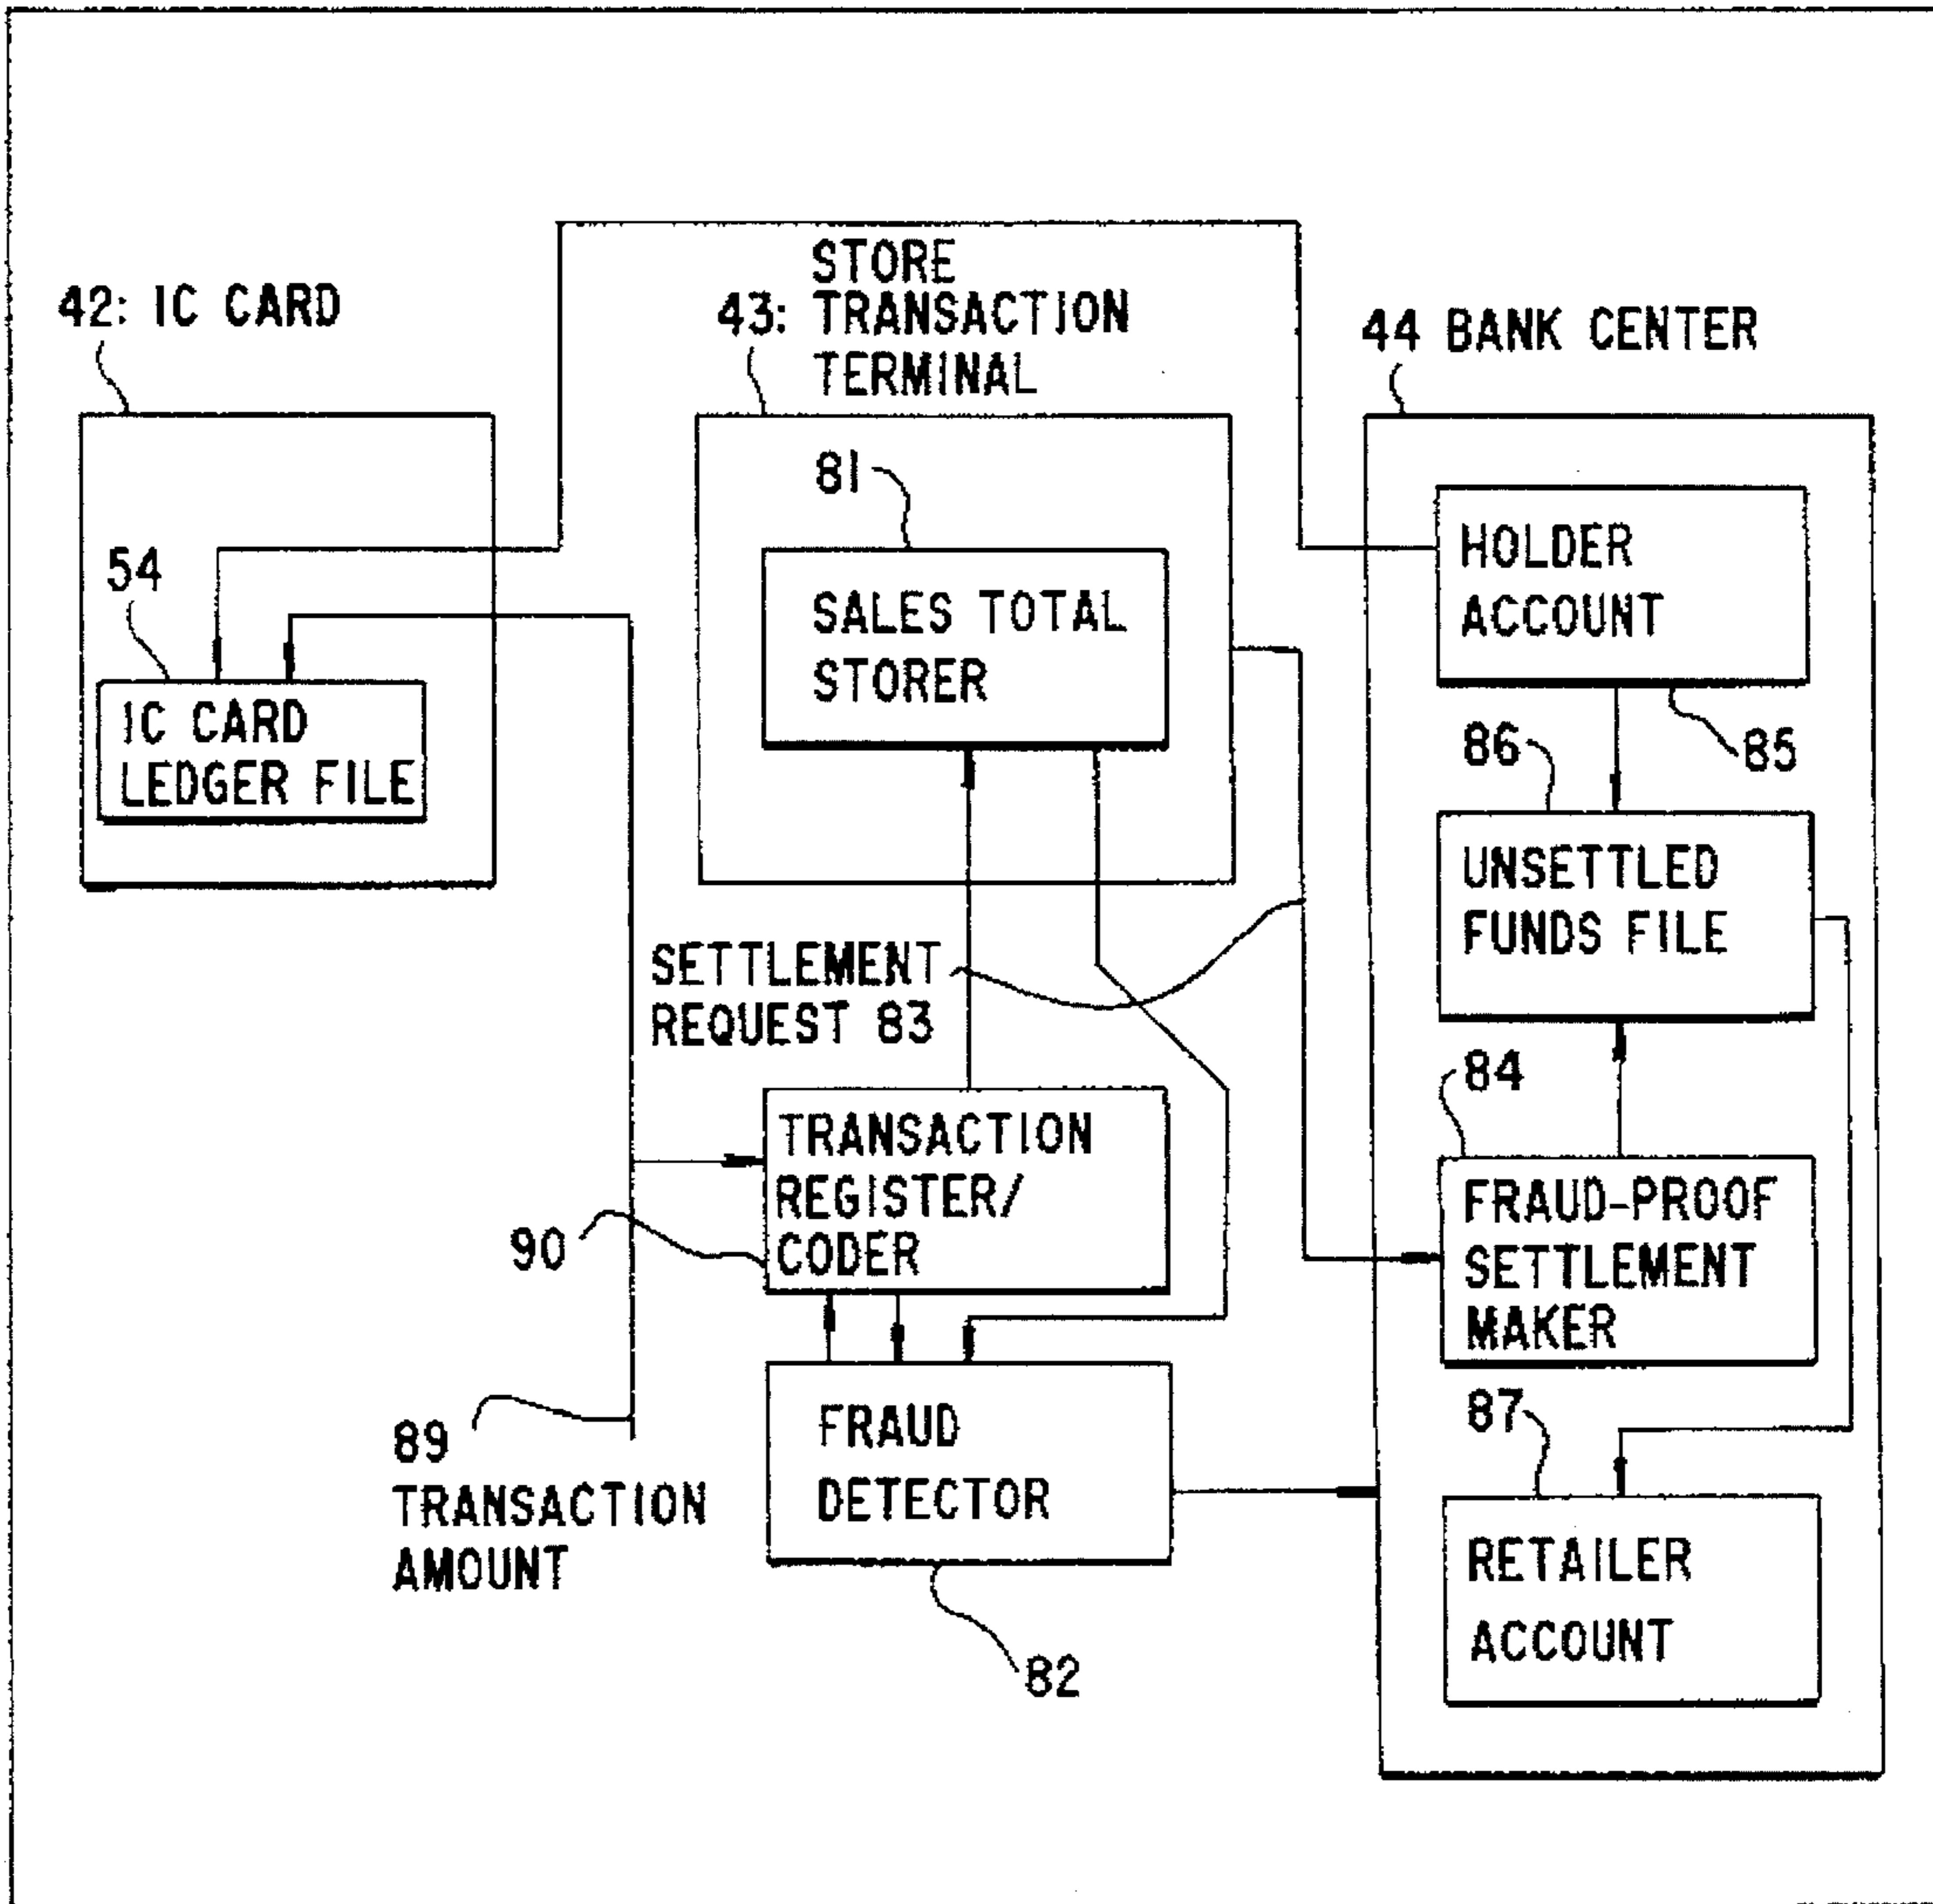 STORE
42: IC CARD
43: TRANSACTION
TERMINAL
44 BANK CENTER
81
54
HOLDER
ACCOUNT
SALES TOTAL
STORER
IC CARD
LEDGER FILE
86
85
UNSETTLED
FUNDS FILE
SETTLEMENT
REQUEST 83
84
TRANSACTION
REGISTER/
CODER
90
FRAUD-PROOF
SETTLEMENT
MAKER
87
89
TRANSACTION
AMOUNT
FRAUD
DETECTOR
RETAILER
ACCOUNT
82